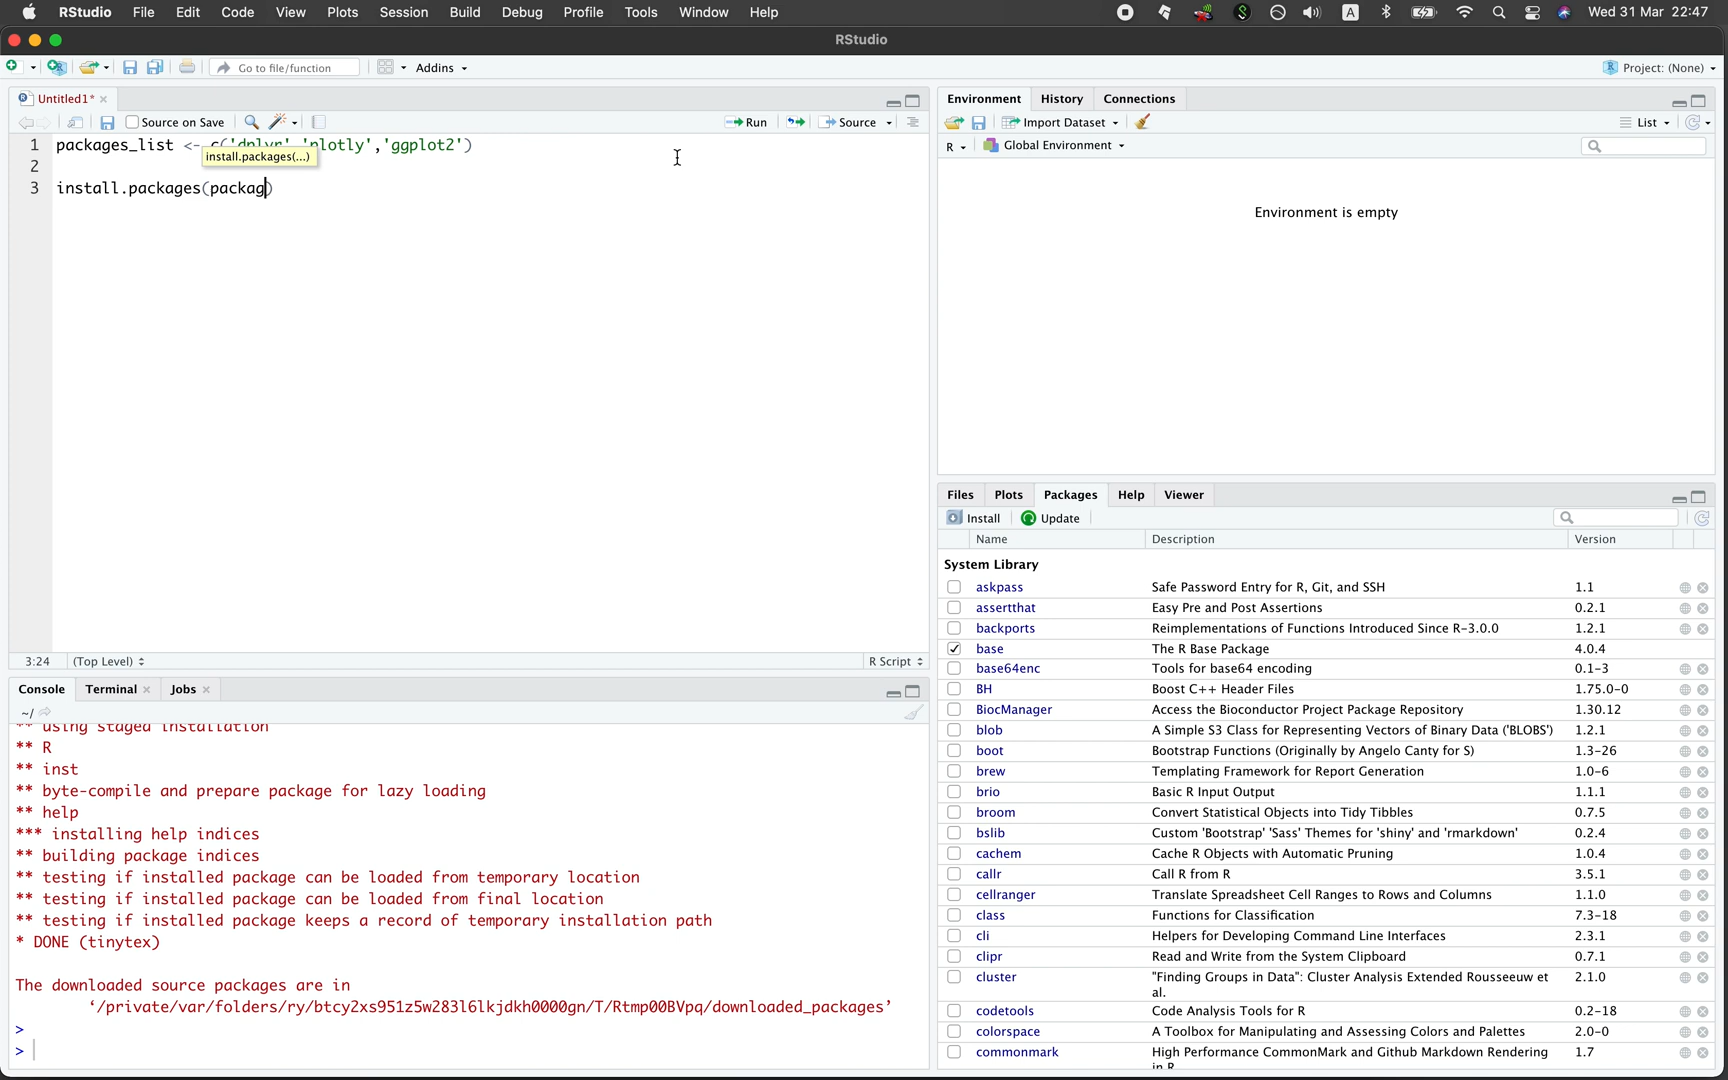 RStudio File Edit Code View Plots Session Build Debug Profile Tools Window Help A Wed 31 Mar 22:47
RStudio
Go to file/function Addins Project: (None)
Untitled1*
Source on Save Run Source
1 packages_list <- c('dplyr','plotly','ggplot2')
install.packages(...)
2
3 install.packages(packag)
3:24 (Top Level) R Script
Console Terminal Jobs
~/
** using staged installation
** R
** inst
** byte-compile and prepare package for lazy loading
** help
*** installing help indices
** building package indices
** testing if installed package can be loaded from temporary location
** testing if installed package can be loaded from final location
** testing if installed package keeps a record of temporary installation path
* DONE (tinytex)
The downloaded source packages are in
‘/private/var/folders/ry/btcy2xs951z5w283l6lkjdkh0000gn/T/Rtmp00BVpq/downloaded_packages’
>
>
Environment History Connections
Import Dataset List
R Global Environment
Environment is empty
Files Plots Packages Help Viewer
Install Update
Name Description Version
System Library
askpass Safe Password Entry for R, Git, and SSH 1.1
assertthat Easy Pre and Post Assertions 0.2.1
backports Reimplementations of Functions Introduced Since R-3.0.0 1.2.1
base The R Base Package 4.0.4
base64enc Tools for base64 encoding 0.1-3
BH Boost C++ Header Files 1.75.0-0
BiocManager Access the Bioconductor Project Package Repository 1.30.12
blob A Simple S3 Class for Representing Vectors of Binary Data ('BLOBS') 1.2.1
boot Bootstrap Functions (Originally by Angelo Canty for S) 1.3-26
brew Templating Framework for Report Generation 1.0-6
brio Basic R Input Output 1.1.1
broom Convert Statistical Objects into Tidy Tibbles 0.7.5
bslib Custom 'Bootstrap' 'Sass' Themes for 'shiny' and 'rmarkdown' 0.2.4
cachem Cache R Objects with Automatic Pruning 1.0.4
callr Call R from R 3.5.1
cellranger Translate Spreadsheet Cell Ranges to Rows and Columns 1.1.0
class Functions for Classification 7.3-18
cli Helpers for Developing Command Line Interfaces 2.3.1
clipr Read and Write from the System Clipboard 0.7.1
cluster "Finding Groups in Data": Cluster Analysis Extended Rousseeuw et 2.1.0
al.
codetools Code Analysis Tools for R 0.2-18
colorspace A Toolbox for Manipulating and Assessing Colors and Palettes 2.0-0
commonmark High Performance CommonMark and Github Markdown Rendering 1.7
in R